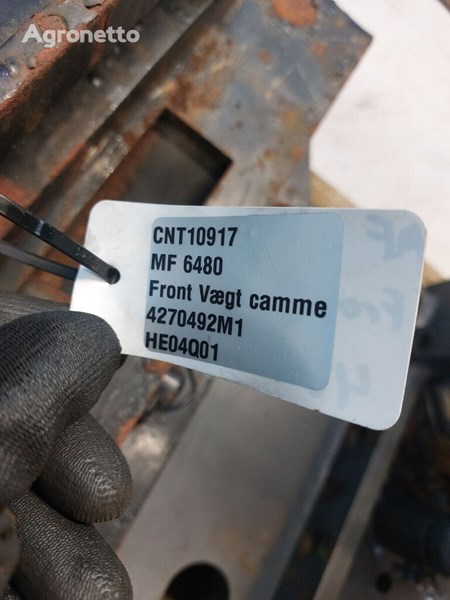 Agronetto
CNT10917
MF 6480
Front Vægt camme
4270492M1
HE04Q01